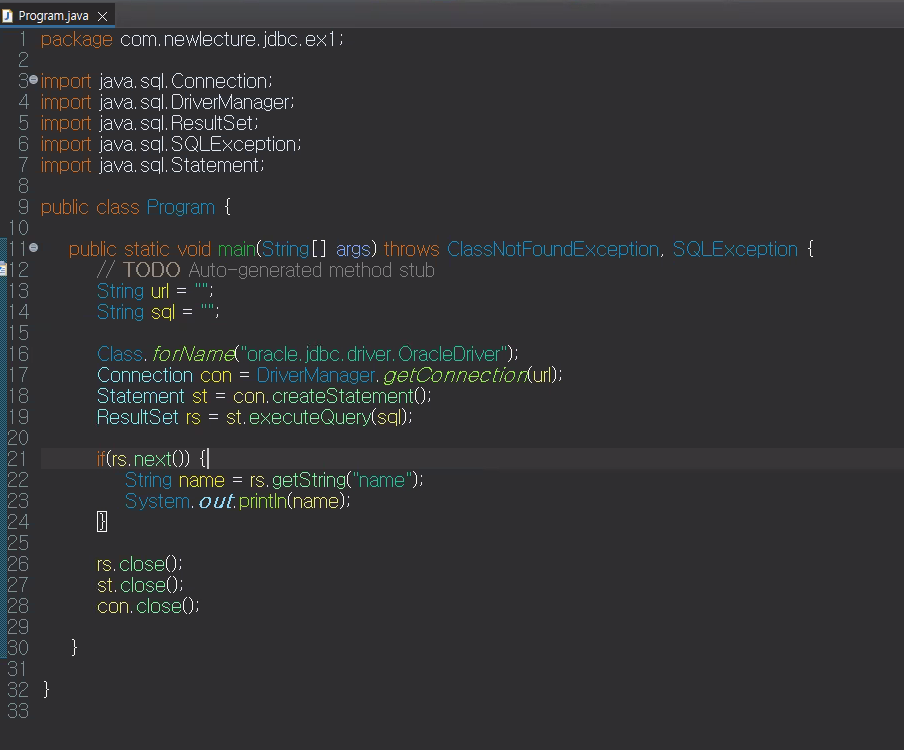 Program.java
1 package com.newlecture.jdbc.ex1;
2
3 import java.sql.Connection;
4 import java.sql.DriverManager;
5 import java.sql.ResultSet;
6 import java.sql.SQLException;
7 import java.sql.Statement;
8
9 public class Program {
10
11 public static void main(String[] args) throws ClassNotFoundException, SQLException {
12 // TODO Auto-generated method stub
13 String url = "";
14 String sql = "";
15
16 Class.forName("oracle.jdbc.driver.OracleDriver");
17 Connection con = DriverManager.getConnection(url);
18 Statement st = con.createStatement();
19 ResultSet rs = st.executeQuery(sql);
20
21 if(rs.next()) {
22 String name = rs.getString("name");
23 System.out.println(name);
24 }
25
26 rs.close();
27 st.close();
28 con.close();
29
30 }
31
32 }
33